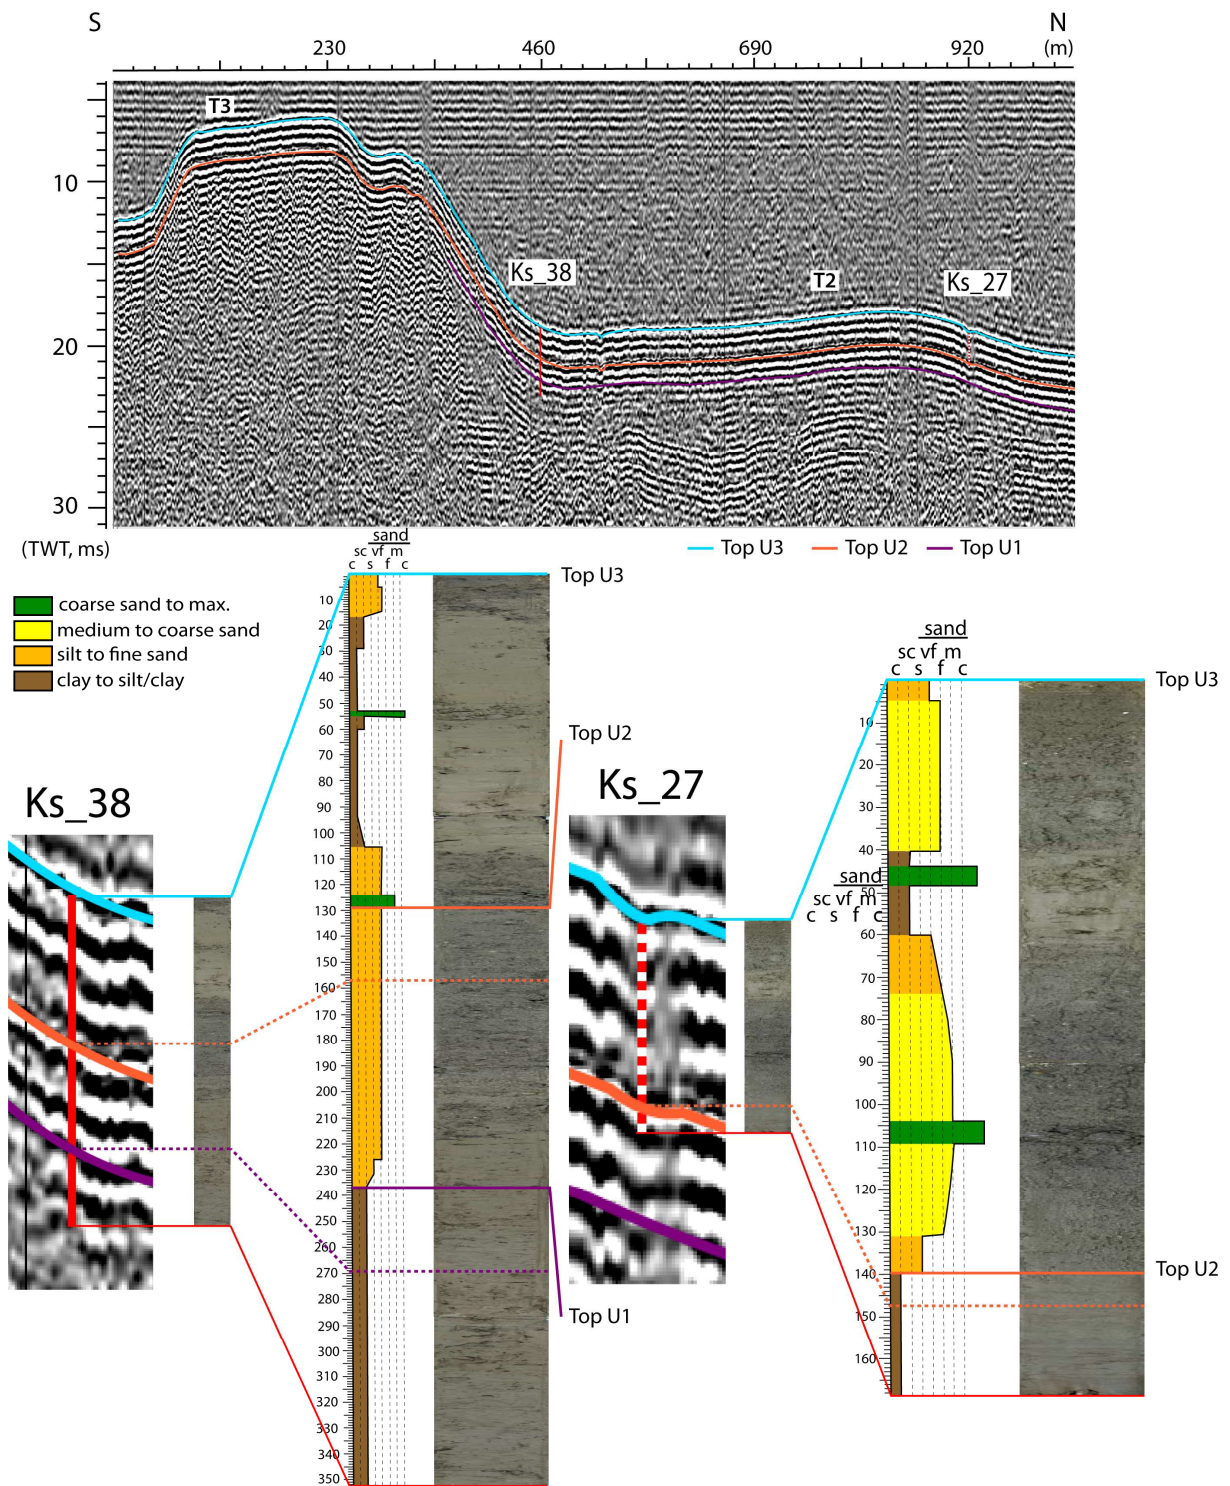 S N
230 460 690 920 (m)
T3
10
Ks_38 T2 Ks_27
20
30
(TWT, ms)
Top U3 Top U2 Top U1
coarse sand to max.
medium to coarse sand
silt to fine sand
clay to silt/clay
sand
sc vf m
c s f c
Top U3
10
20
30
40
50
60
70
80
90
100
110
120
130
140
150
160
170
180
190
200
210
220
230
240
250
260
270
280
290
300
310
320
330
340
350
Top U2
Top U1
Ks_38
Ks_27
sand
sc vf m
c s f c
sand
sc vf m
c s f c
Top U3
10
20
30
40
50
60
70
80
90
100
110
120
130
140
150
160
Top U2